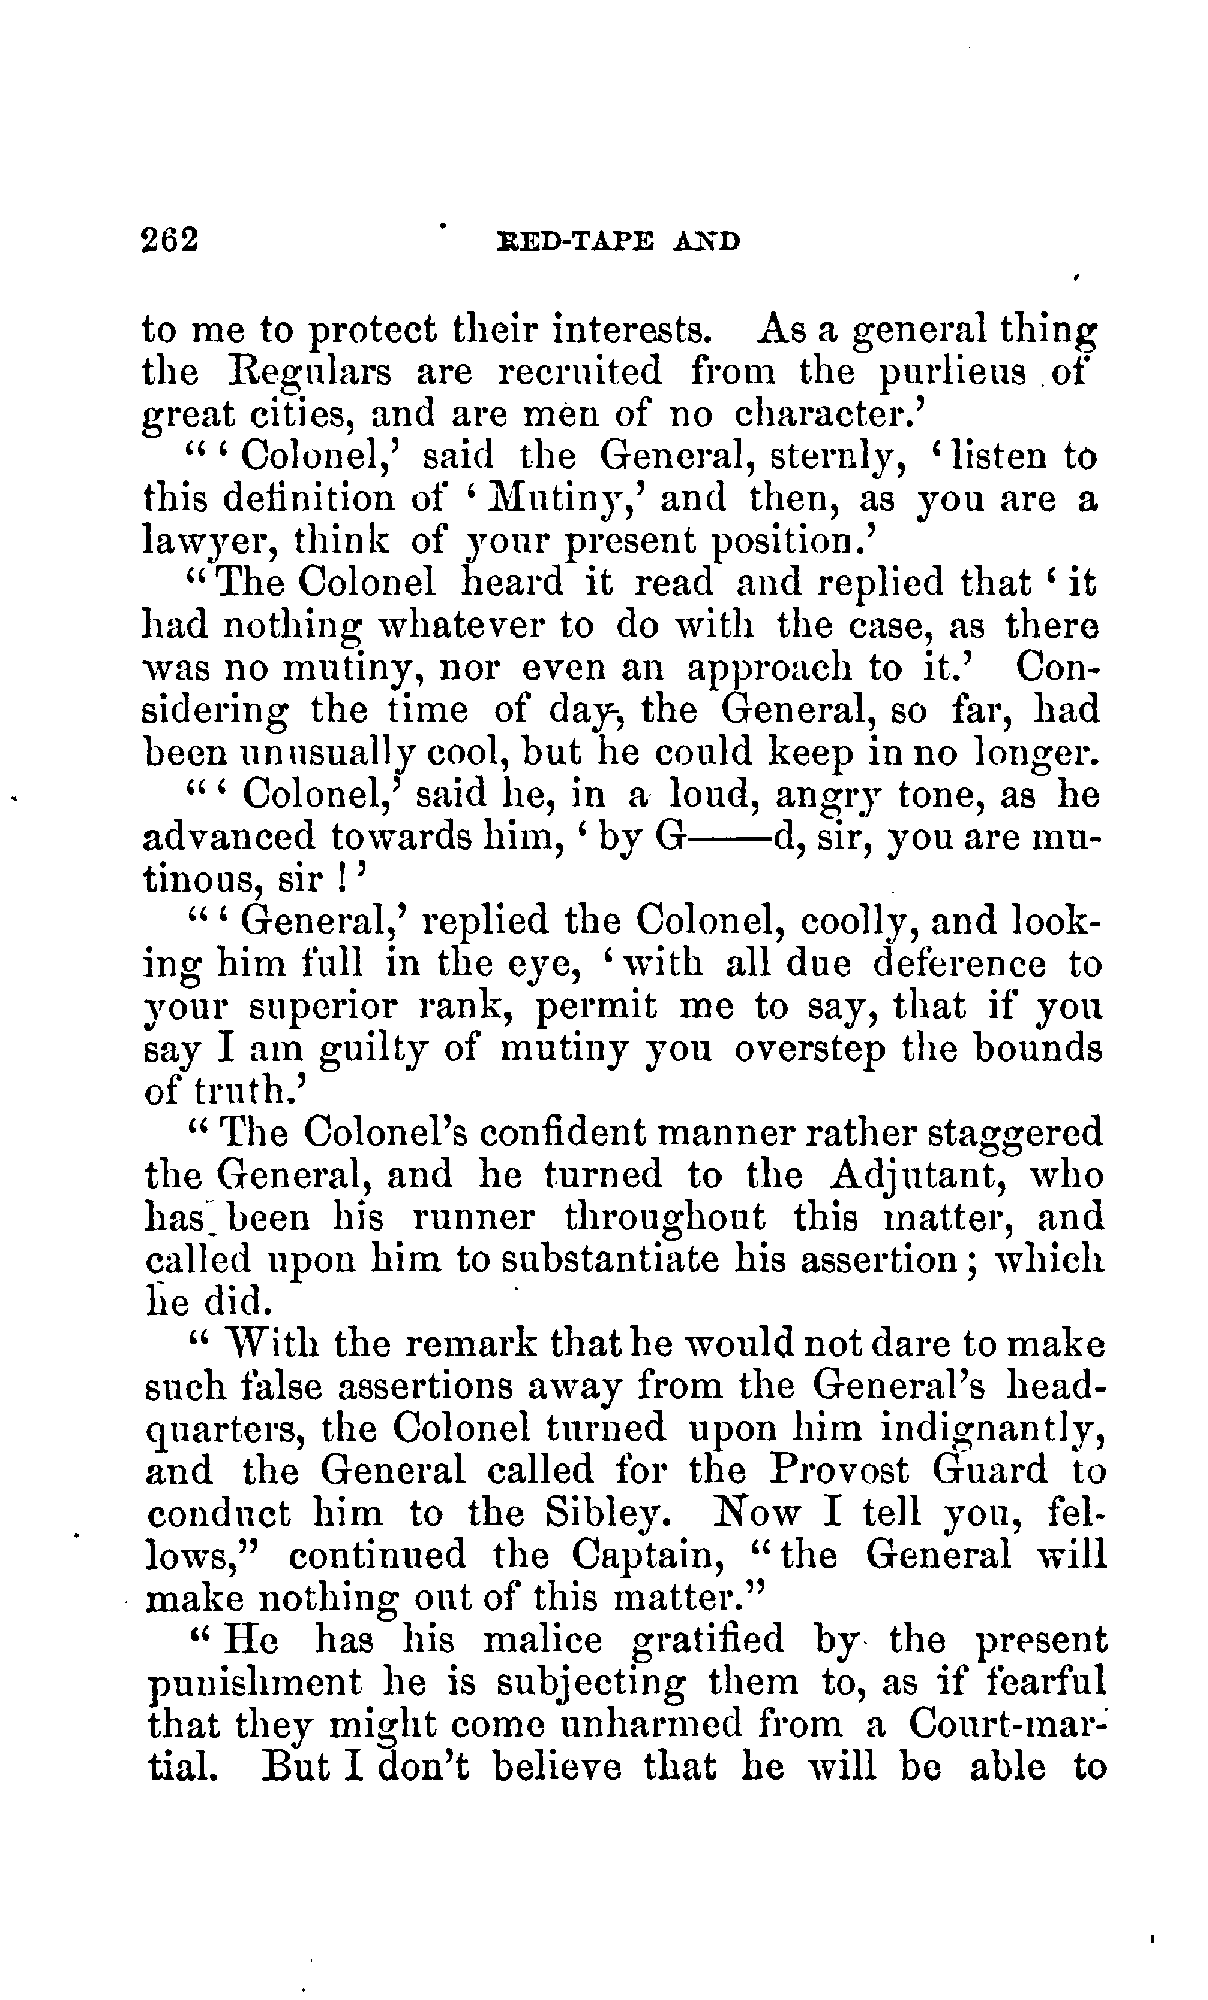 262 RED-TAPE AND
to me to protect their interests. As a general thing
the Regulars are recruited from the purlieus of
great cities, and are men of no character.’
“ ‘ Colonel,’ said the General, sternly, ‘ listen to
this definition of ‘ Mutiny,’ and then, as you are a
lawyer, think of your present position.’
“ The Colonel heard it read and replied that ‘ it
had nothing whatever to do with the case, as there
was no mutiny, nor even an approach to it.’ Con-
sidering the time of day, the General, so far, had
been unusually cool, but he could keep in no longer.
“ ‘ Colonel,’ said he, in a loud, angry tone, as he
advanced towards him, ‘ by G——d, sir, you are mu-
tinous, sir ! ’
“ ‘ General,’ replied the Colonel, coolly, and look-
ing him full in the eye, ‘ with all due deference to
your superior rank, permit me to say, that if you
say I am guilty of mutiny you overstep the bounds
of truth.’
“ The Colonel’s confident manner rather staggered
the General, and he turned to the Adjutant, who
has been his runner throughout this matter, and
called upon him to substantiate his assertion ; which
he did.
“ With the remark that he would not dare to make
such false assertions away from the General’s head-
quarters, the Colonel turned upon him indignantly,
and the General called for the Provost Guard to
conduct him to the Sibley. Now I tell you, fel-
lows,” continued the Captain, “ the General will
make nothing out of this matter.”
“ He has his malice gratified by the present
punishment he is subjecting them to, as if fearful
that they might come unharmed from a Court-mar-
tial. But I don’t believe that he will be able to